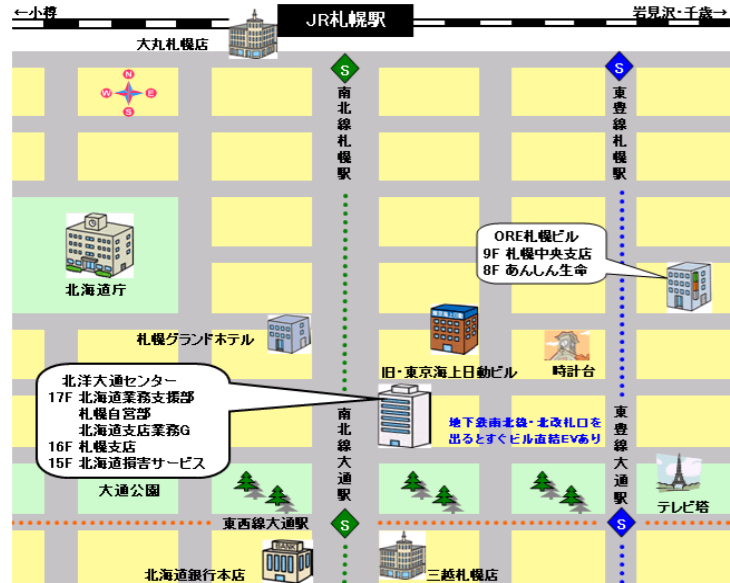 ←小樽
JR札幌駅
岩見沢・千歳→
大丸札幌店
N
W
E
S
S
南北線札幌駅
S
東豊線札幌駅
北海道庁
ORE札幌ビル
9F 札幌中央支店
8F あんしん生命
札幌グランドホテル
東京海上日動
旧・東京海上日動ビル
時計台
北洋大通センター
17F 北海道業務支援部
札幌自営部
北海道支店業務G
16F 札幌支店
15F 北海道損害サービス
南北線大通駅
地下鉄南北線・北改札口を
出るとすぐビル直結EVあり
東豊線大通駅
大通公園
テレビ塔
東西線大通駅
S
S
BANK
北海道銀行本店
三越札幌店